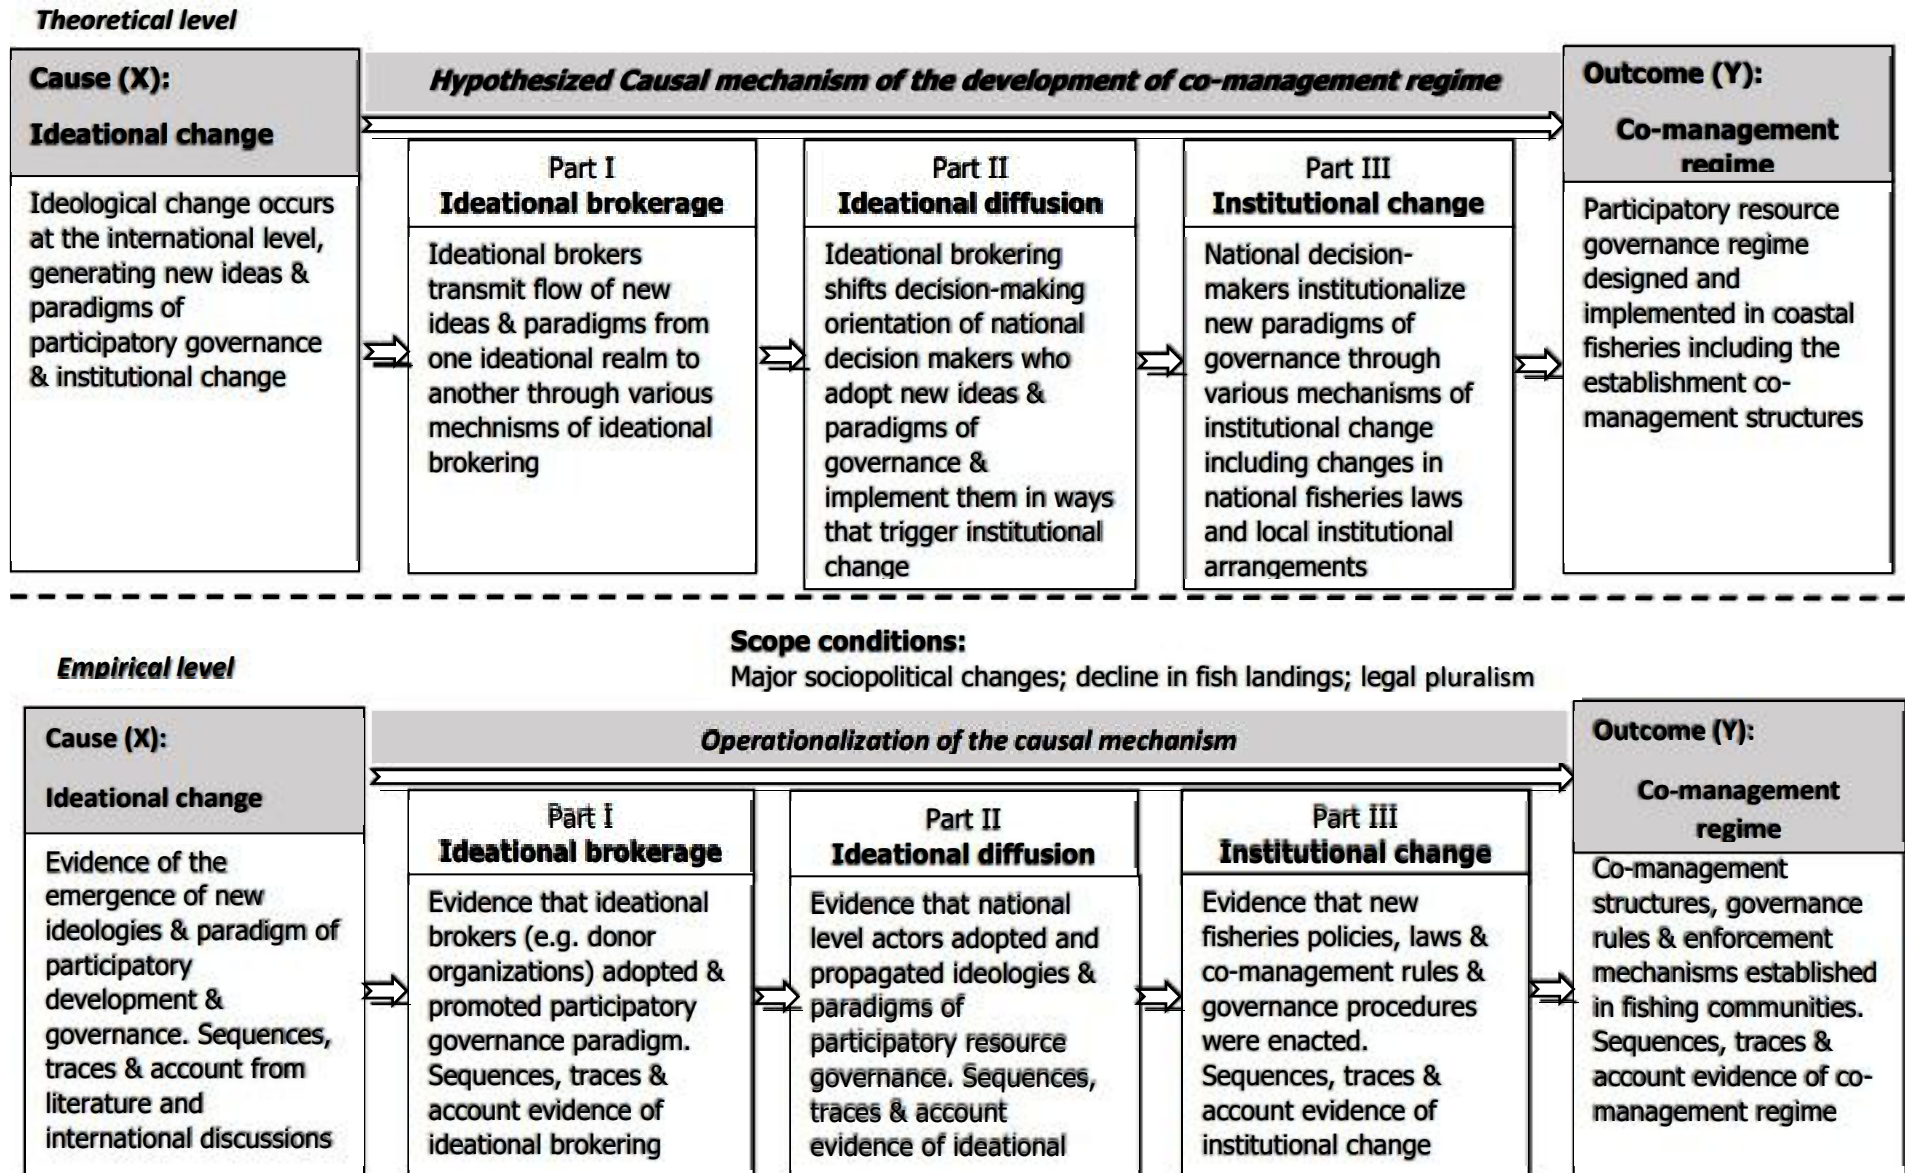 Theoretical level
Cause (X):
Ideational change
Ideological change occurs
at the international level,
generating new ideas &
paradigms of
participatory governance
& institutional change
Hypothesized Causal mechanism of the development of co-management regime
Part I
Ideational brokerage
Ideational brokers
transmit flow of new
ideas & paradigms from
one ideational realm to
another through various
mechnisms of ideational
brokering
Part II
Ideational diffusion
Ideational brokering
shifts decision-making
orientation of national
decision makers who
adopt new ideas &
paradigms of
governance &
implement them in ways
that trigger institutional
change
Part III
Institutional change
National decision-
makers institutionalize
new paradigms of
governance through
various mechanisms of
institutional change
including changes in
national fisheries laws
and local institutional
arrangements
Outcome (Y):
Co-management
regime
Participatory resource
governance regime
designed and
implemented in coastal
fisheries including the
establishment co-
management structures
Scope conditions:
Major sociopolitical changes; decline in fish landings; legal pluralism
Empirical level
Cause (X):
Ideational change
Evidence of the
emergence of new
ideologies & paradigm of
participatory
development &
governance. Sequences,
traces & account from
literature and
international discussions
Operationalization of the causal mechanism
Part I
Ideational brokerage
Evidence that ideational
brokers (e.g. donor
organizations) adopted &
promoted participatory
governance paradigm.
Sequences, traces &
account evidence of
ideational brokering
Part II
Ideational diffusion
Evidence that national
level actors adopted and
propagated ideologies &
paradigms of
participatory resource
governance. Sequences,
traces & account
evidence of ideational
Part III
Institutional change
Evidence that new
fisheries policies, laws &
co-management rules &
governance procedures
were enacted.
Sequences, traces &
account evidence of
institutional change
Outcome (Y):
Co-management
regime
Co-management
structures, governance
rules & enforcement
mechanisms established
in fishing communities.
Sequences, traces &
account evidence of co-
management regime